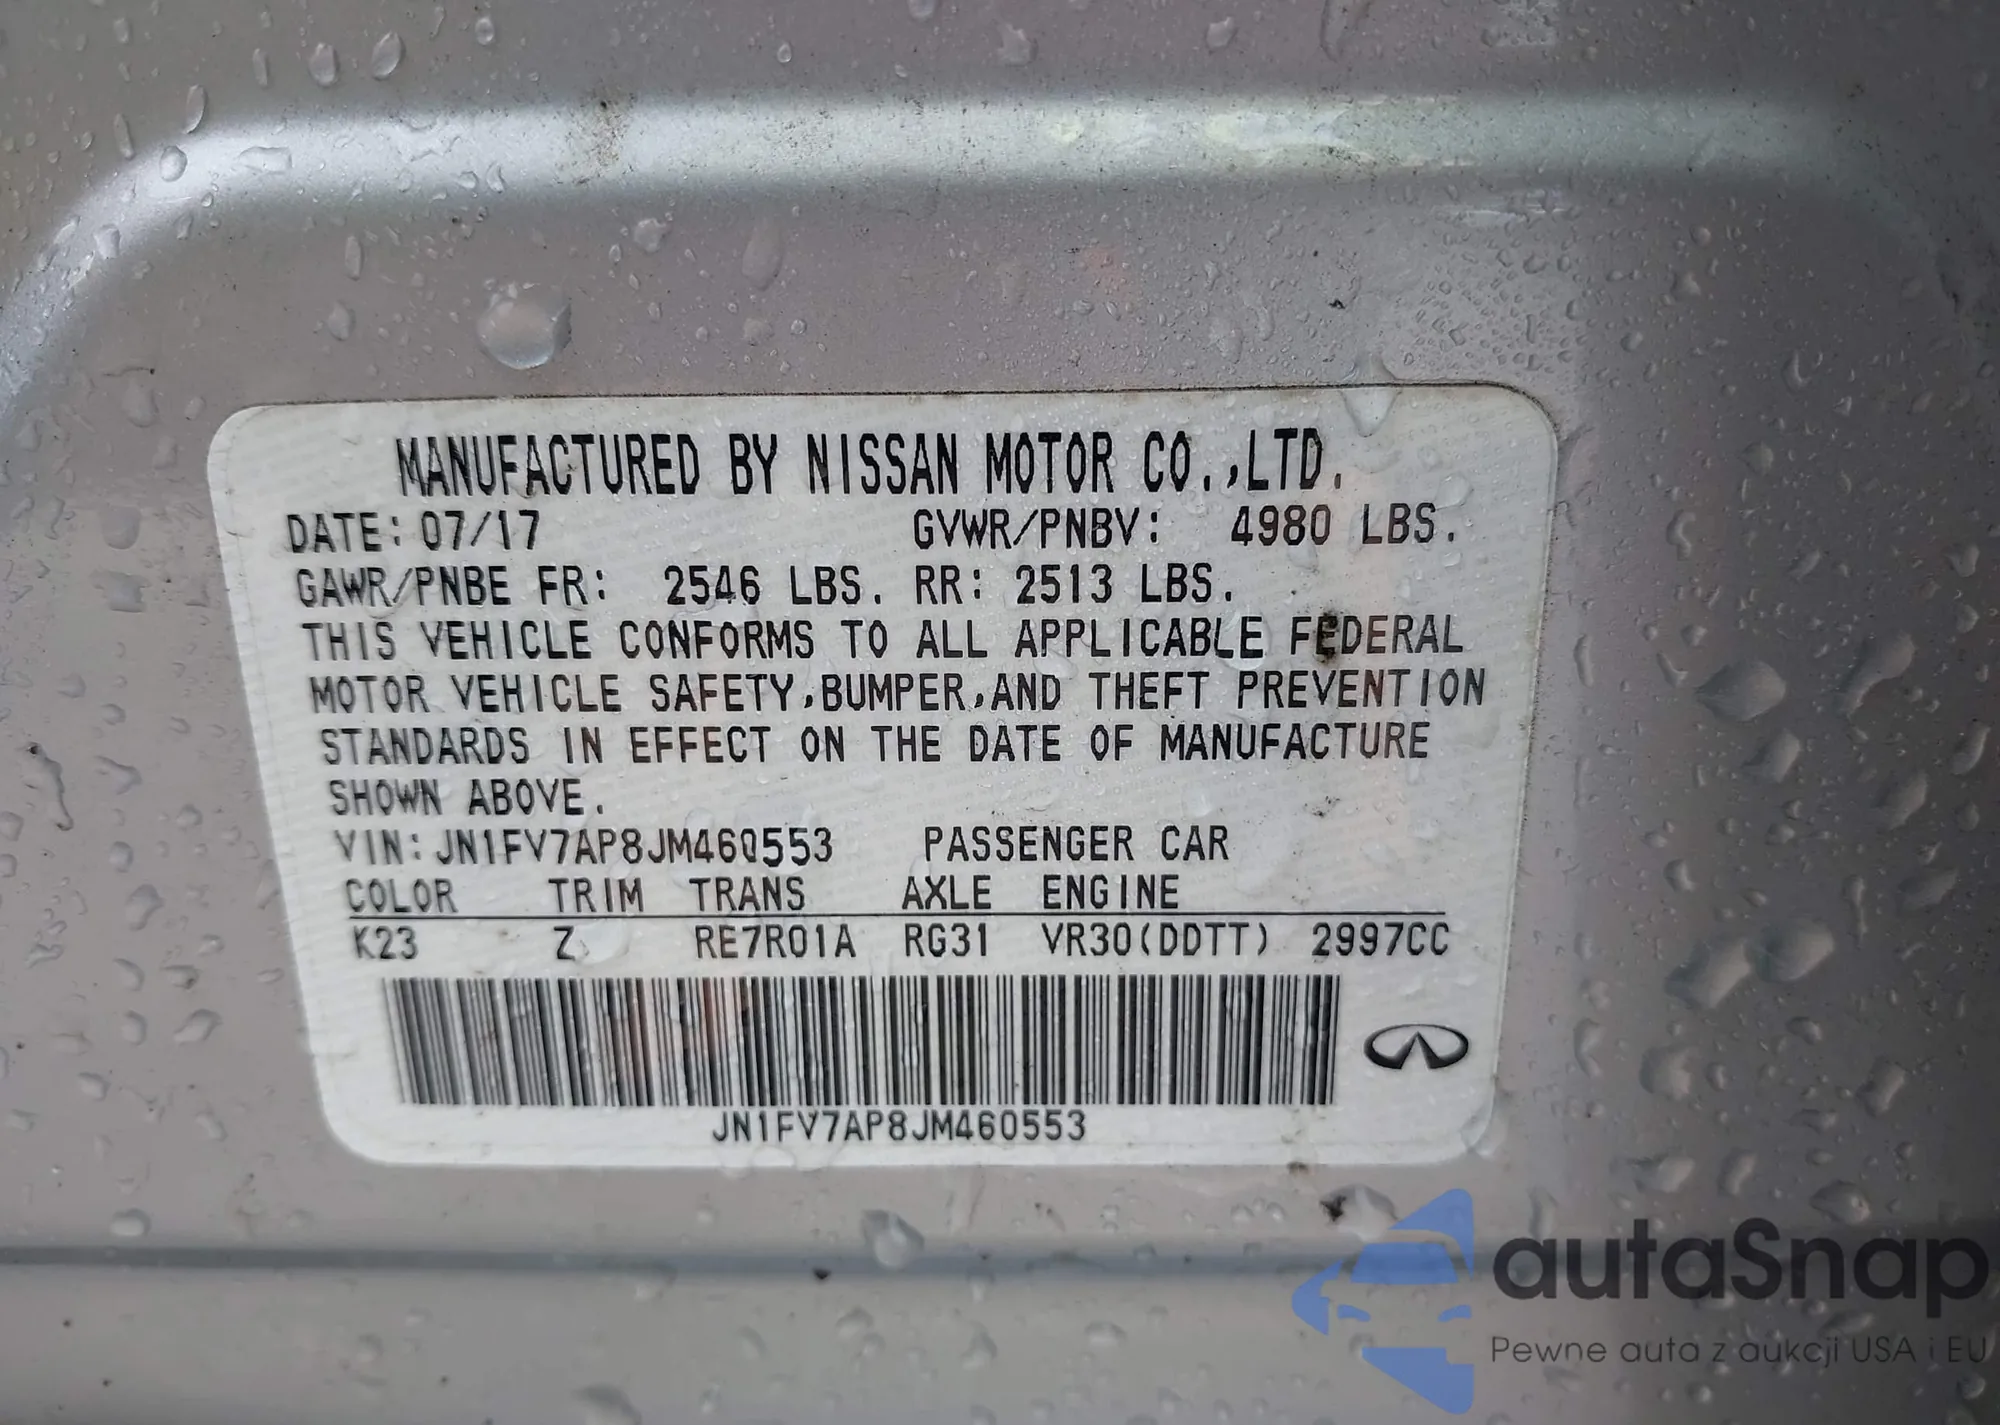 MANUFACTURED BY NISSAN MOTOR CO.,LTD.
DATE: 07/17 GVWR/PNBV: 4980 LBS.
GAWR/PNBE FR: 2546 LBS. RR: 2513 LBS.
THIS VEHICLE CONFORMS TO ALL APPLICABLE FEDERAL
MOTOR VEHICLE SAFETY,BUMPER,AND THEFT PREVENTION
STANDARDS IN EFFECT ON THE DATE OF MANUFACTURE
SHOWN ABOVE.
VIN: JN1FV7AP8JM460553 PASSENGER CAR
COLOR TRIM TRANS AXLE ENGINE
K23 Z RE7R01A RG31 VR30(DDTT) 2997CC
JN1FV7AP8JM460553
autaSnap
Pewne auta z aukcji USA i EU